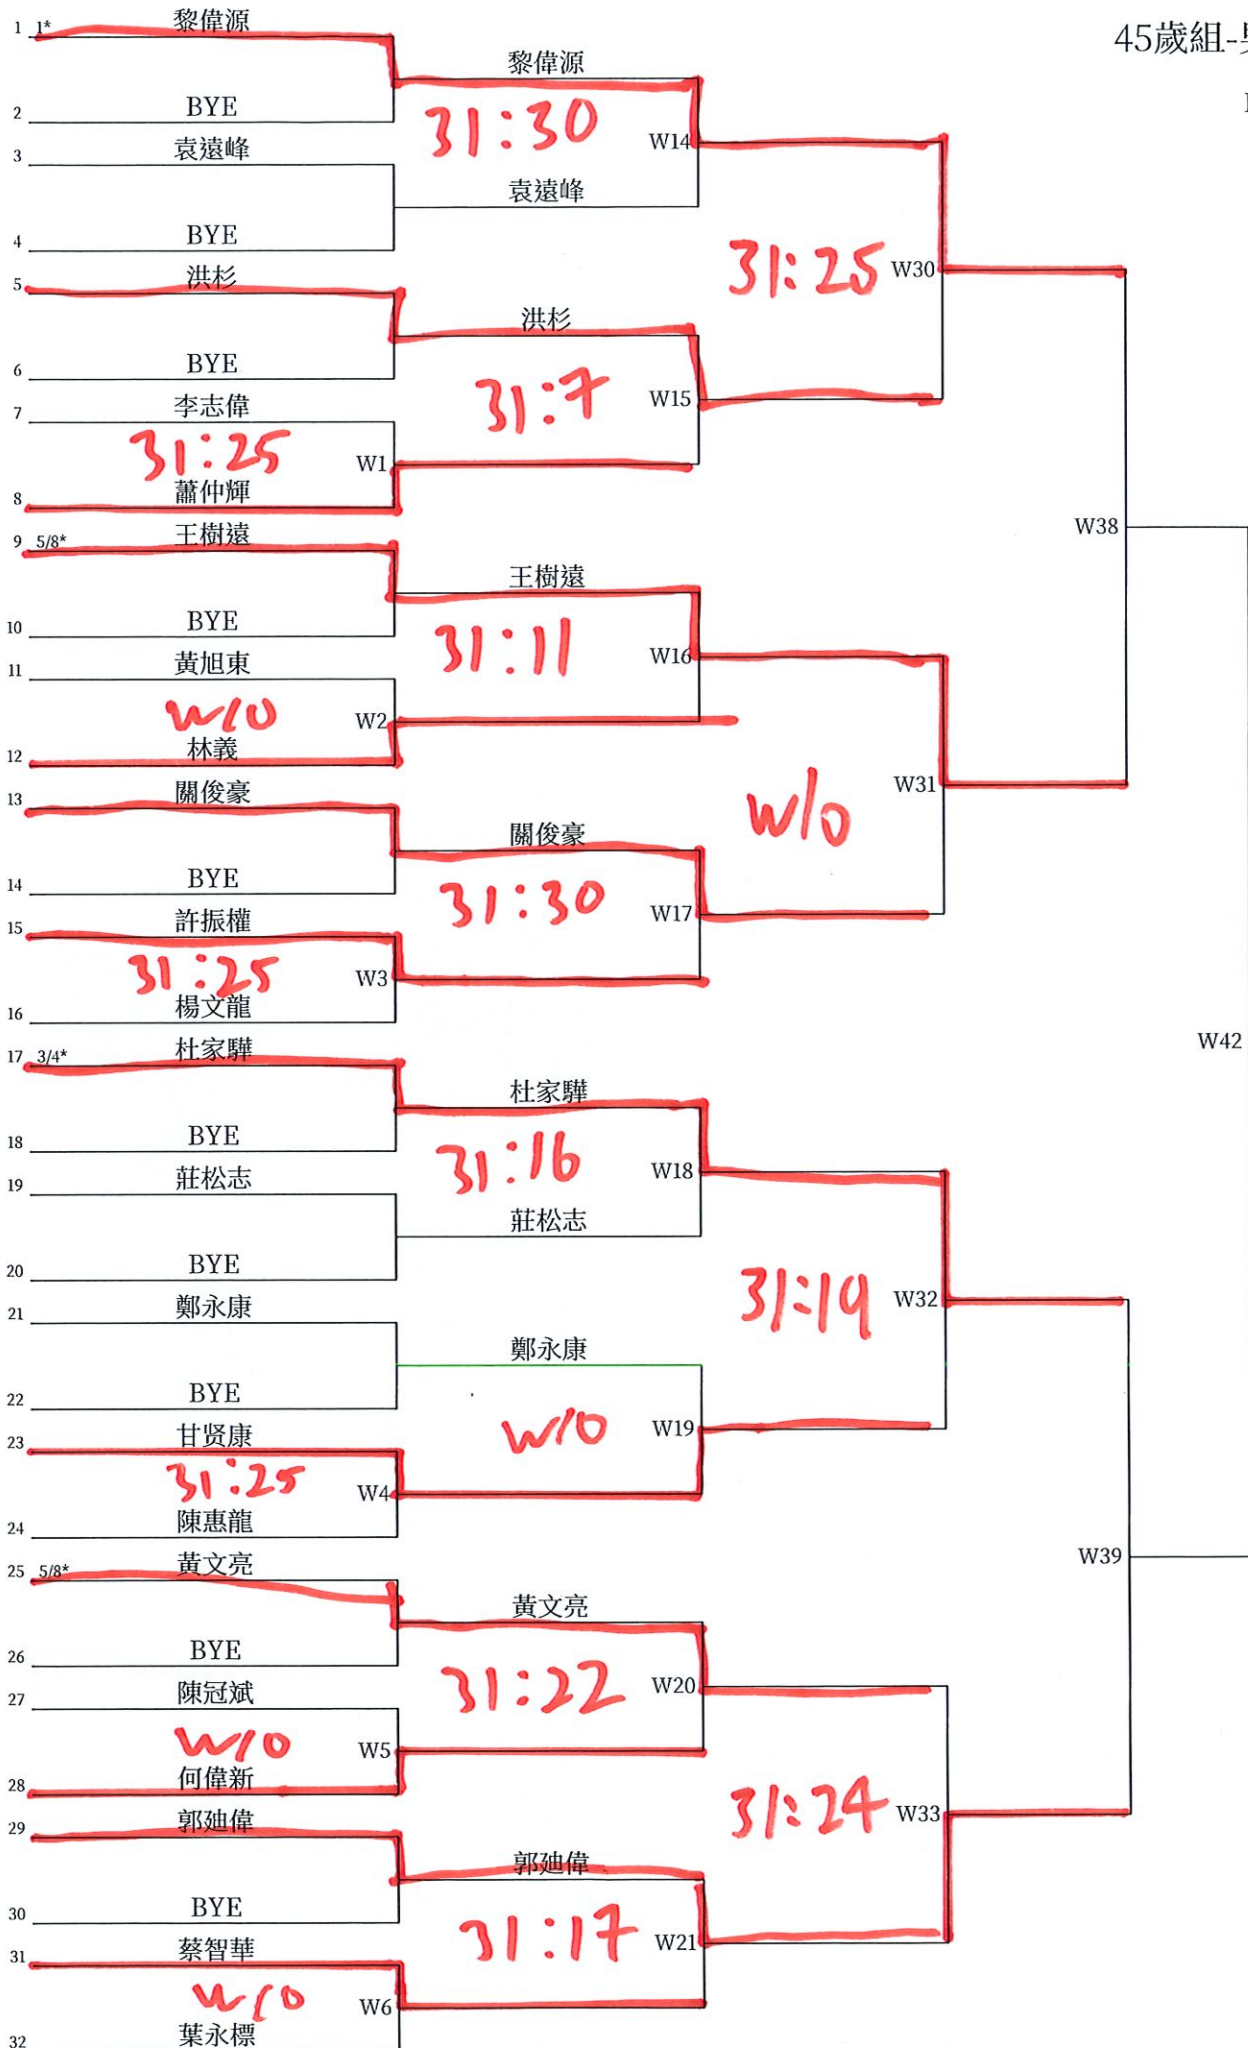 45歲組-
1 1* 黎偉源
黎偉源
2 BYE
31:30
3 袁遠峰
W14
袁遠峰
4 BYE
31:25 W30
5 洪杉
洪杉
6 BYE
31:7 W15
7 李志偉
31:25 W1
8 蕭仲輝
W38
9 5/8* 王樹遠
王樹遠
10 BYE
31:11 W16
11 黃旭東
W/O W2
12 林義
W/O W31
13 關俊豪
關俊豪
14 BYE
31:30 W17
15 許振權
31:25 W3
16 楊文龍
W42
17 3/4* 杜家驊
杜家驊
18 BYE
31:16 W18
19 莊松志
莊松志
20 BYE
31:19 W32
21 鄭永康
鄭永康
22 BYE
W/O W19
23 甘贤康
31:25 W4
24 陳惠龍
W39
25 5/8* 黃文亮
黃文亮
26 BYE
31:22 W20
27 陳冠斌
W/O W5
28 何偉新
31:24 W33
29 郭廸偉
郭廸偉
30 BYE
31:17 W21
31 蔡智華
W/O W6
32 葉永標